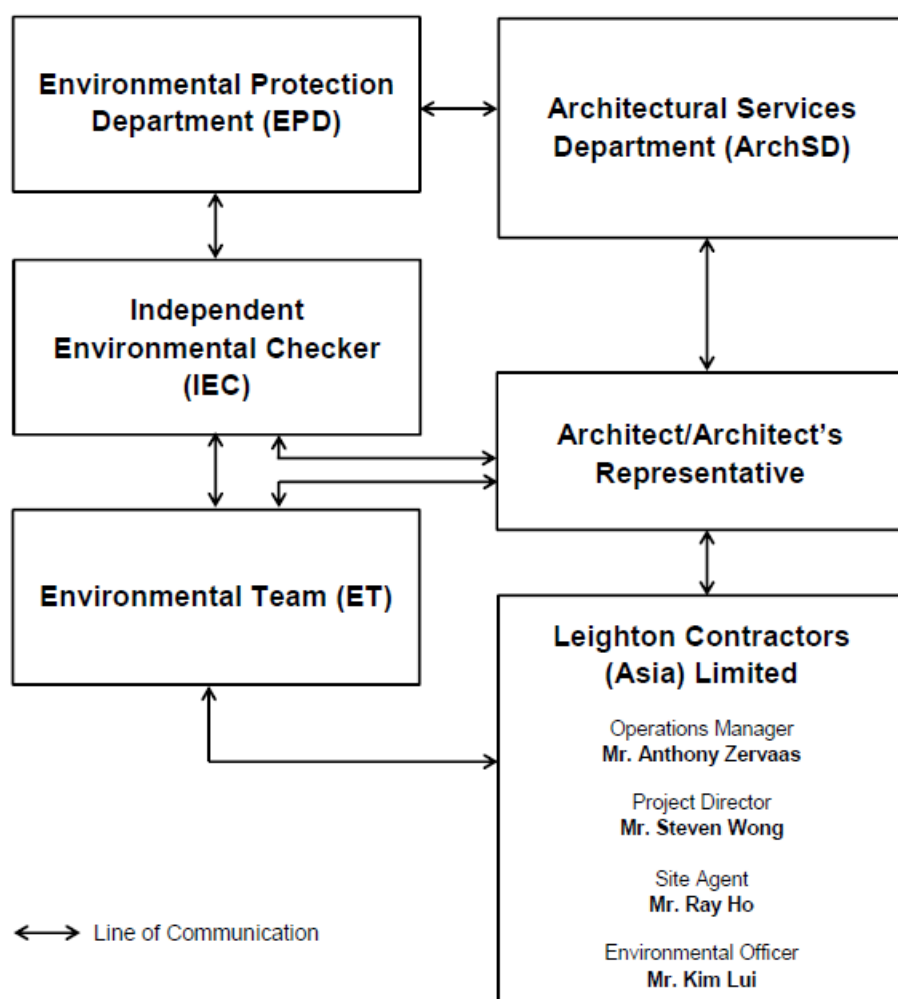 Environmental Protection
Department (EPD)
Architectural Services
Department (ArchSD)
Independent
Environmental Checker
(IEC)
Architect/Architect's
Representative
Environmental Team (ET)
Leighton Contractors
(Asia) Limited
Operations Manager
Mr. Anthony Zervaas
Project Director
Mr. Steven Wong
Site Agent
Mr. Ray Ho
Environmental Officer
Mr. Kim Lui
Line of Communication